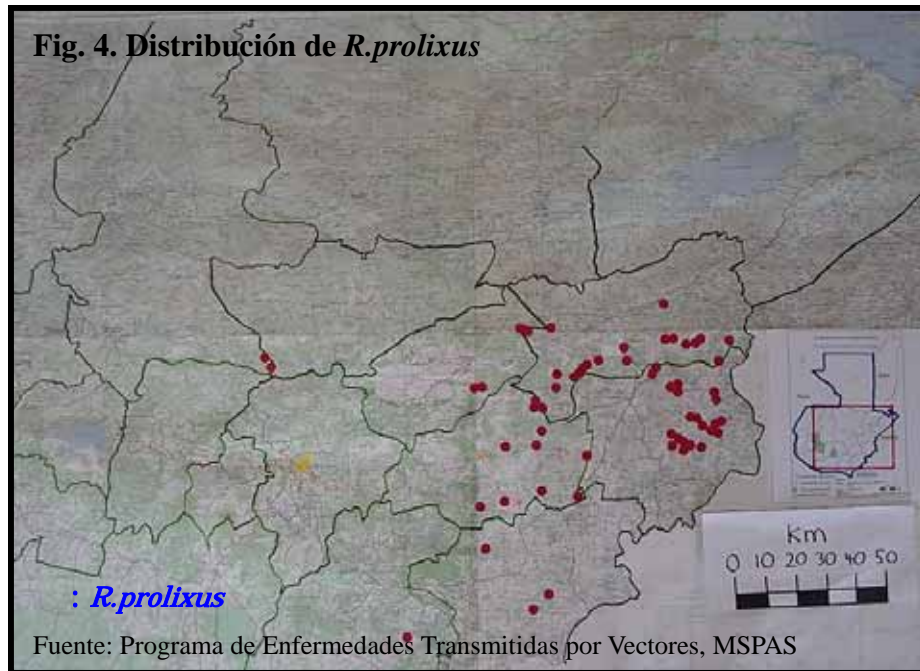 Fig. 4. Distribución de R.prolixus
Km
0 10 20 30 40 50
: R.prolixus
Fuente: Programa de Enfermedades Transmitidas por Vectores, MSPAS